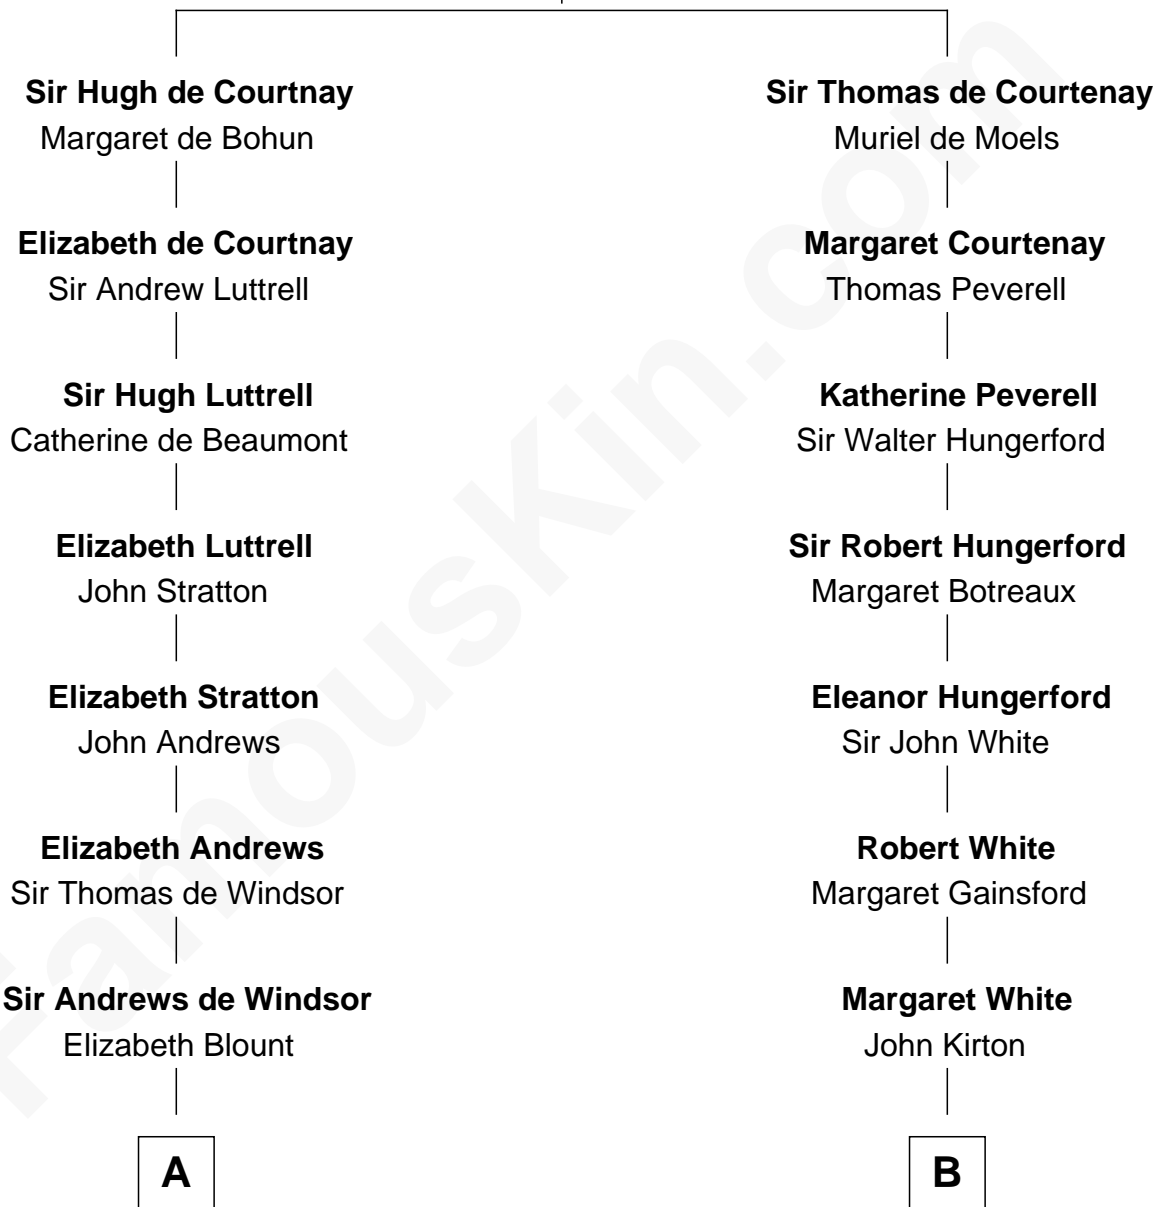 Sir Hugh de Courtnay
Margaret de Bohun
Elizabeth de Courtnay
Sir Andrew Luttrell
Sir Hugh Luttrell
Catherine de Beaumont
Elizabeth Luttrell
John Stratton
Elizabeth Stratton
John Andrews
Elizabeth Andrews
Sir Thomas de Windsor
Sir Andrews de Windsor
Elizabeth Blount
A
Sir Thomas de Courtenay
Muriel de Moels
Margaret Courtenay
Thomas Peverell
Katherine Peverell
Sir Walter Hungerford
Sir Robert Hungerford
Margaret Botreaux
Eleanor Hungerford
Sir John White
Robert White
Margaret Gainsford
Margaret White
John Kirton
B
FamousKin.com